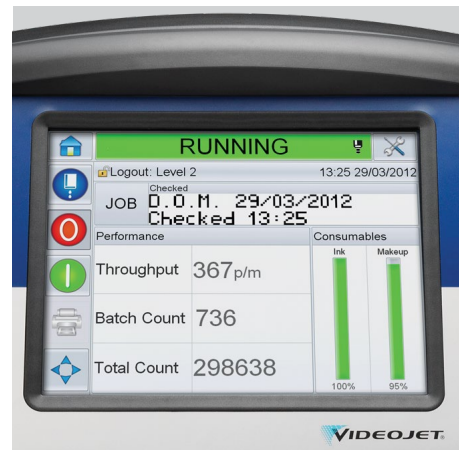 RUNNING
Logout: Level 2 13:25 29/03/2012
Checked
JOB D.O.M. 29/03/2012
Checked 13:25
Performance Consumables
Ink Makeup
Throughput 367p/m
Batch Count 736
Total Count 298638
100% 95%
VIDEOJET.